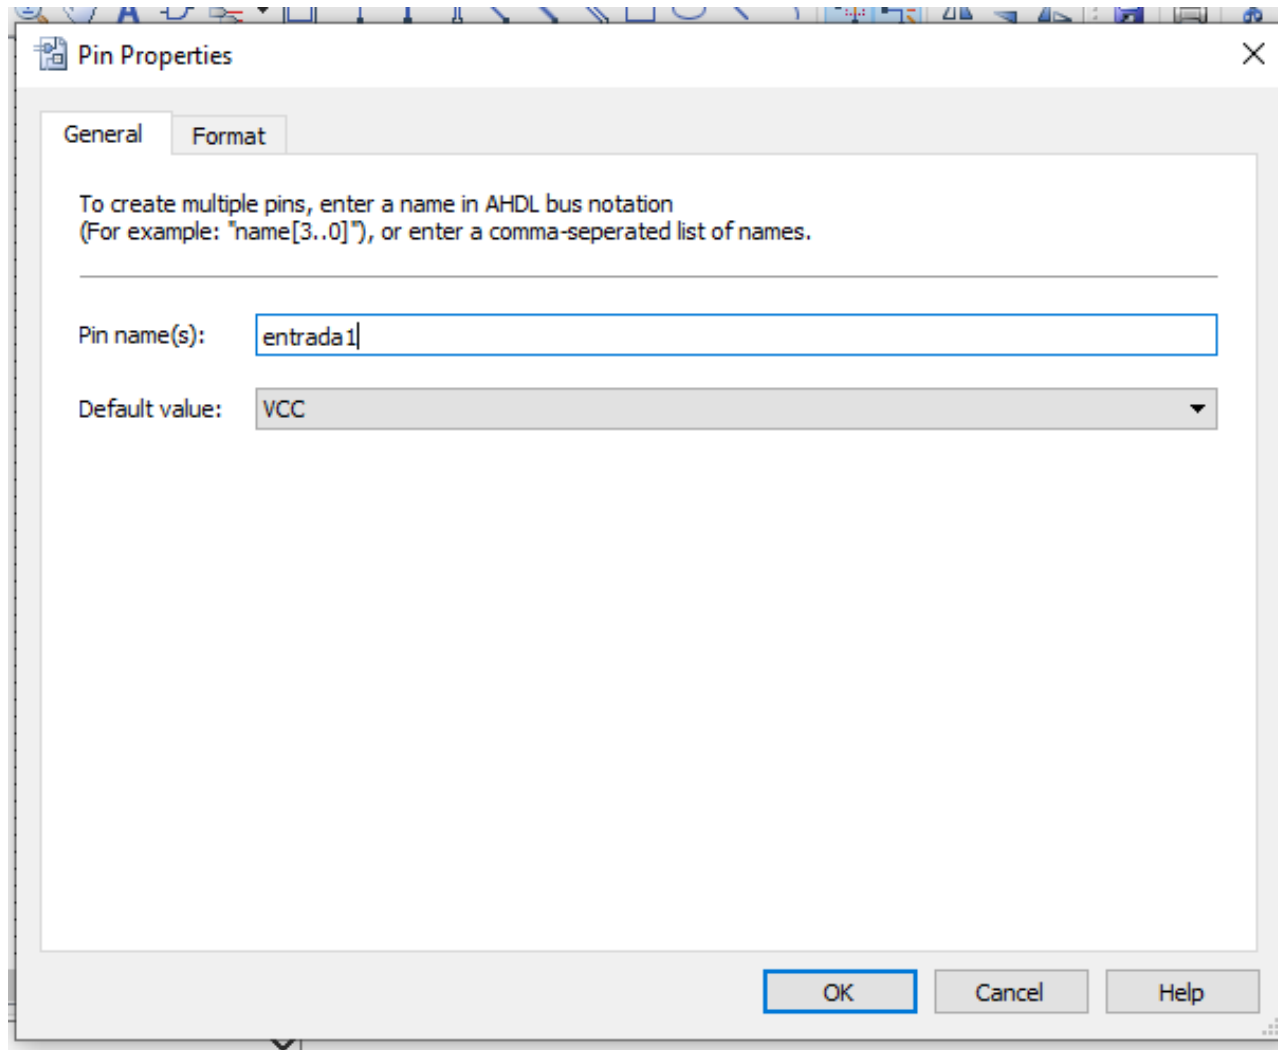 Pin Properties
General
Format
To create multiple pins, enter a name in AHDL bus notation
(For example: "name[3..0]"), or enter a comma-seperated list of names.
Pin name(s):
entrada1
Default value:
VCC
OK
Cancel
Help